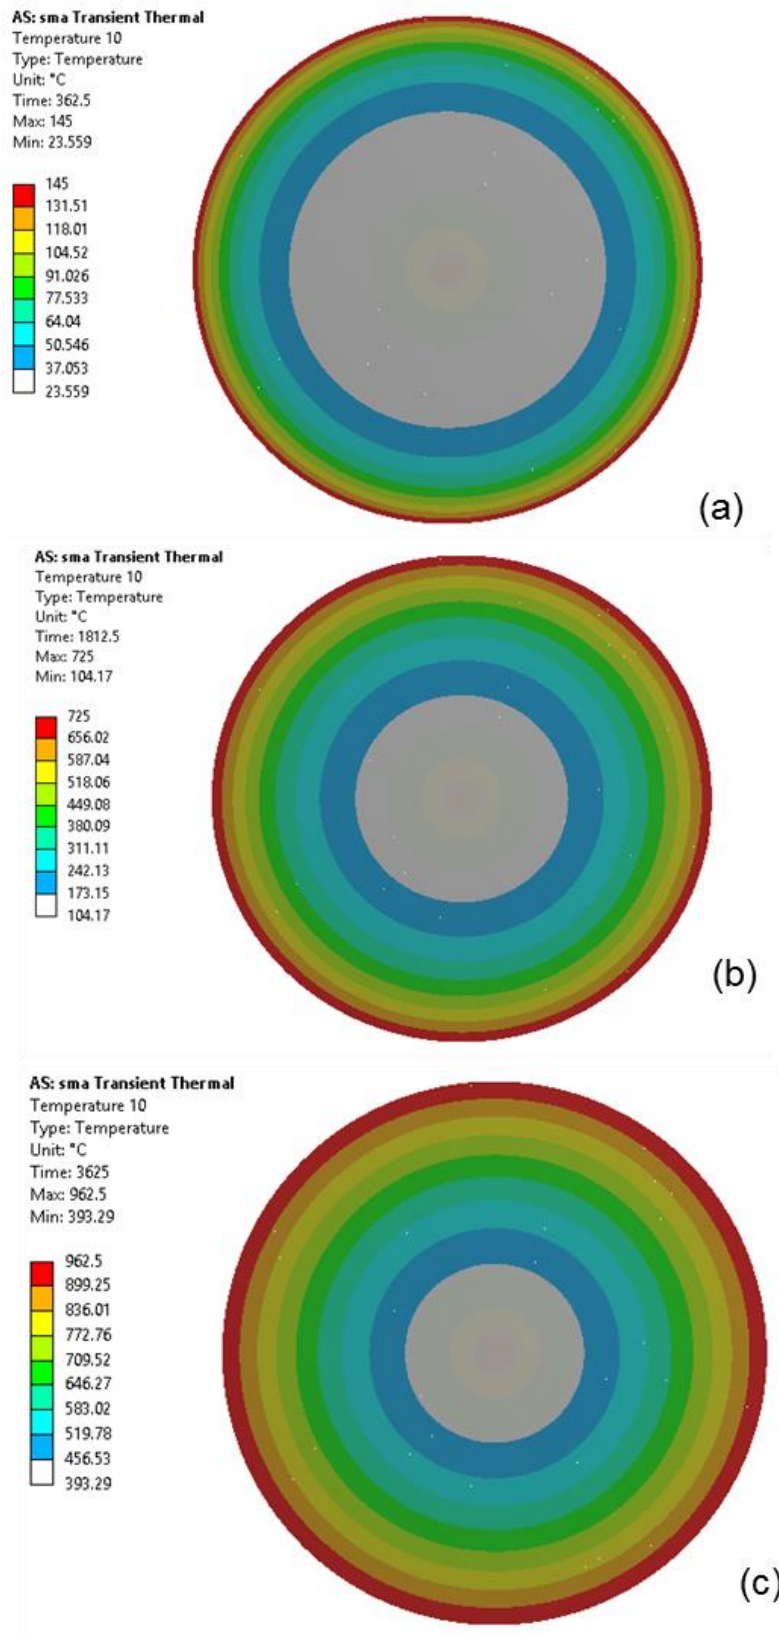 AS: sma Transient Thermal
Temperature 10
Type: Temperature
Unit: °C
Time: 362.5
Max: 145
Min: 23.559
145
131.51
118.01
104.52
91.026
77.533
64.04
50.546
37.053
23.559
(a)
AS: sma Transient Thermal
Temperature 10
Type: Temperature
Unit: °C
Time: 1812.5
Max: 725
Min: 104.17
725
656.02
587.04
518.06
449.08
380.09
311.11
242.13
173.15
104.17
(b)
AS: sma Transient Thermal
Temperature 10
Type: Temperature
Unit: °C
Time: 3625
Max: 962.5
Min: 393.29
962.5
899.25
836.01
772.76
709.52
646.27
583.02
519.78
456.53
393.29
(c)